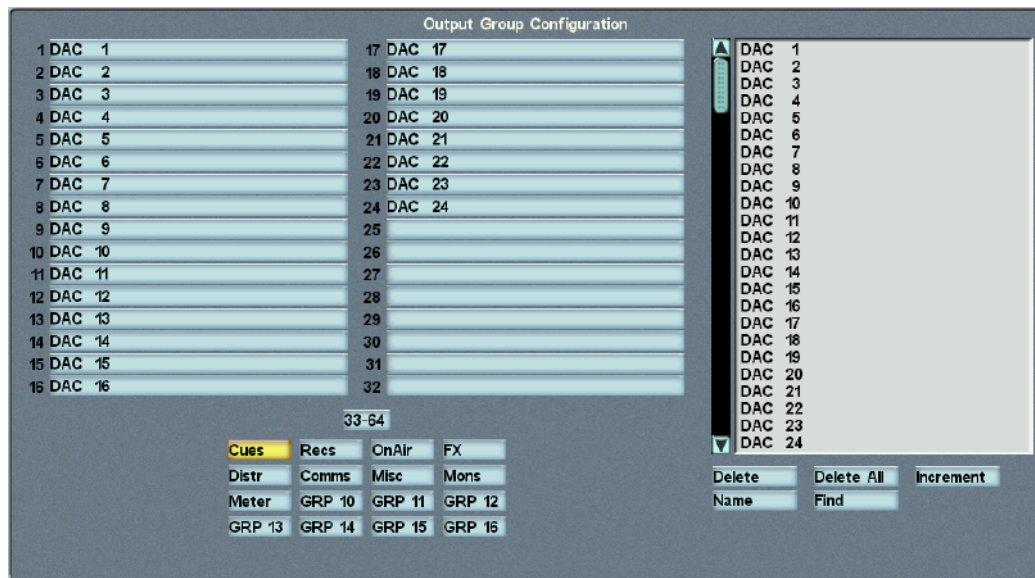 Output Group Configuration
1 DAC 1
2 DAC 2
3 DAC 3
4 DAC 4
5 DAC 5
6 DAC 6
7 DAC 7
8 DAC 8
9 DAC 9
10 DAC 10
11 DAC 11
12 DAC 12
13 DAC 13
14 DAC 14
15 DAC 15
16 DAC 16
17 DAC 17
18 DAC 18
19 DAC 19
20 DAC 20
21 DAC 21
22 DAC 22
23 DAC 23
24 DAC 24
25
26
27
28
29
30
31
32
33-64
Cues Recs OnAir FX
Distr Comms Misc Mons
Meter GRP 10 GRP 11 GRP 12
GRP 13 GRP 14 GRP 15 GRP 16
DAC 1
DAC 2
DAC 3
DAC 4
DAC 5
DAC 6
DAC 7
DAC 8
DAC 9
DAC 10
DAC 11
DAC 12
DAC 13
DAC 14
DAC 15
DAC 16
DAC 17
DAC 18
DAC 19
DAC 20
DAC 21
DAC 22
DAC 23
DAC 24
Delete Delete All Increment
Name Find